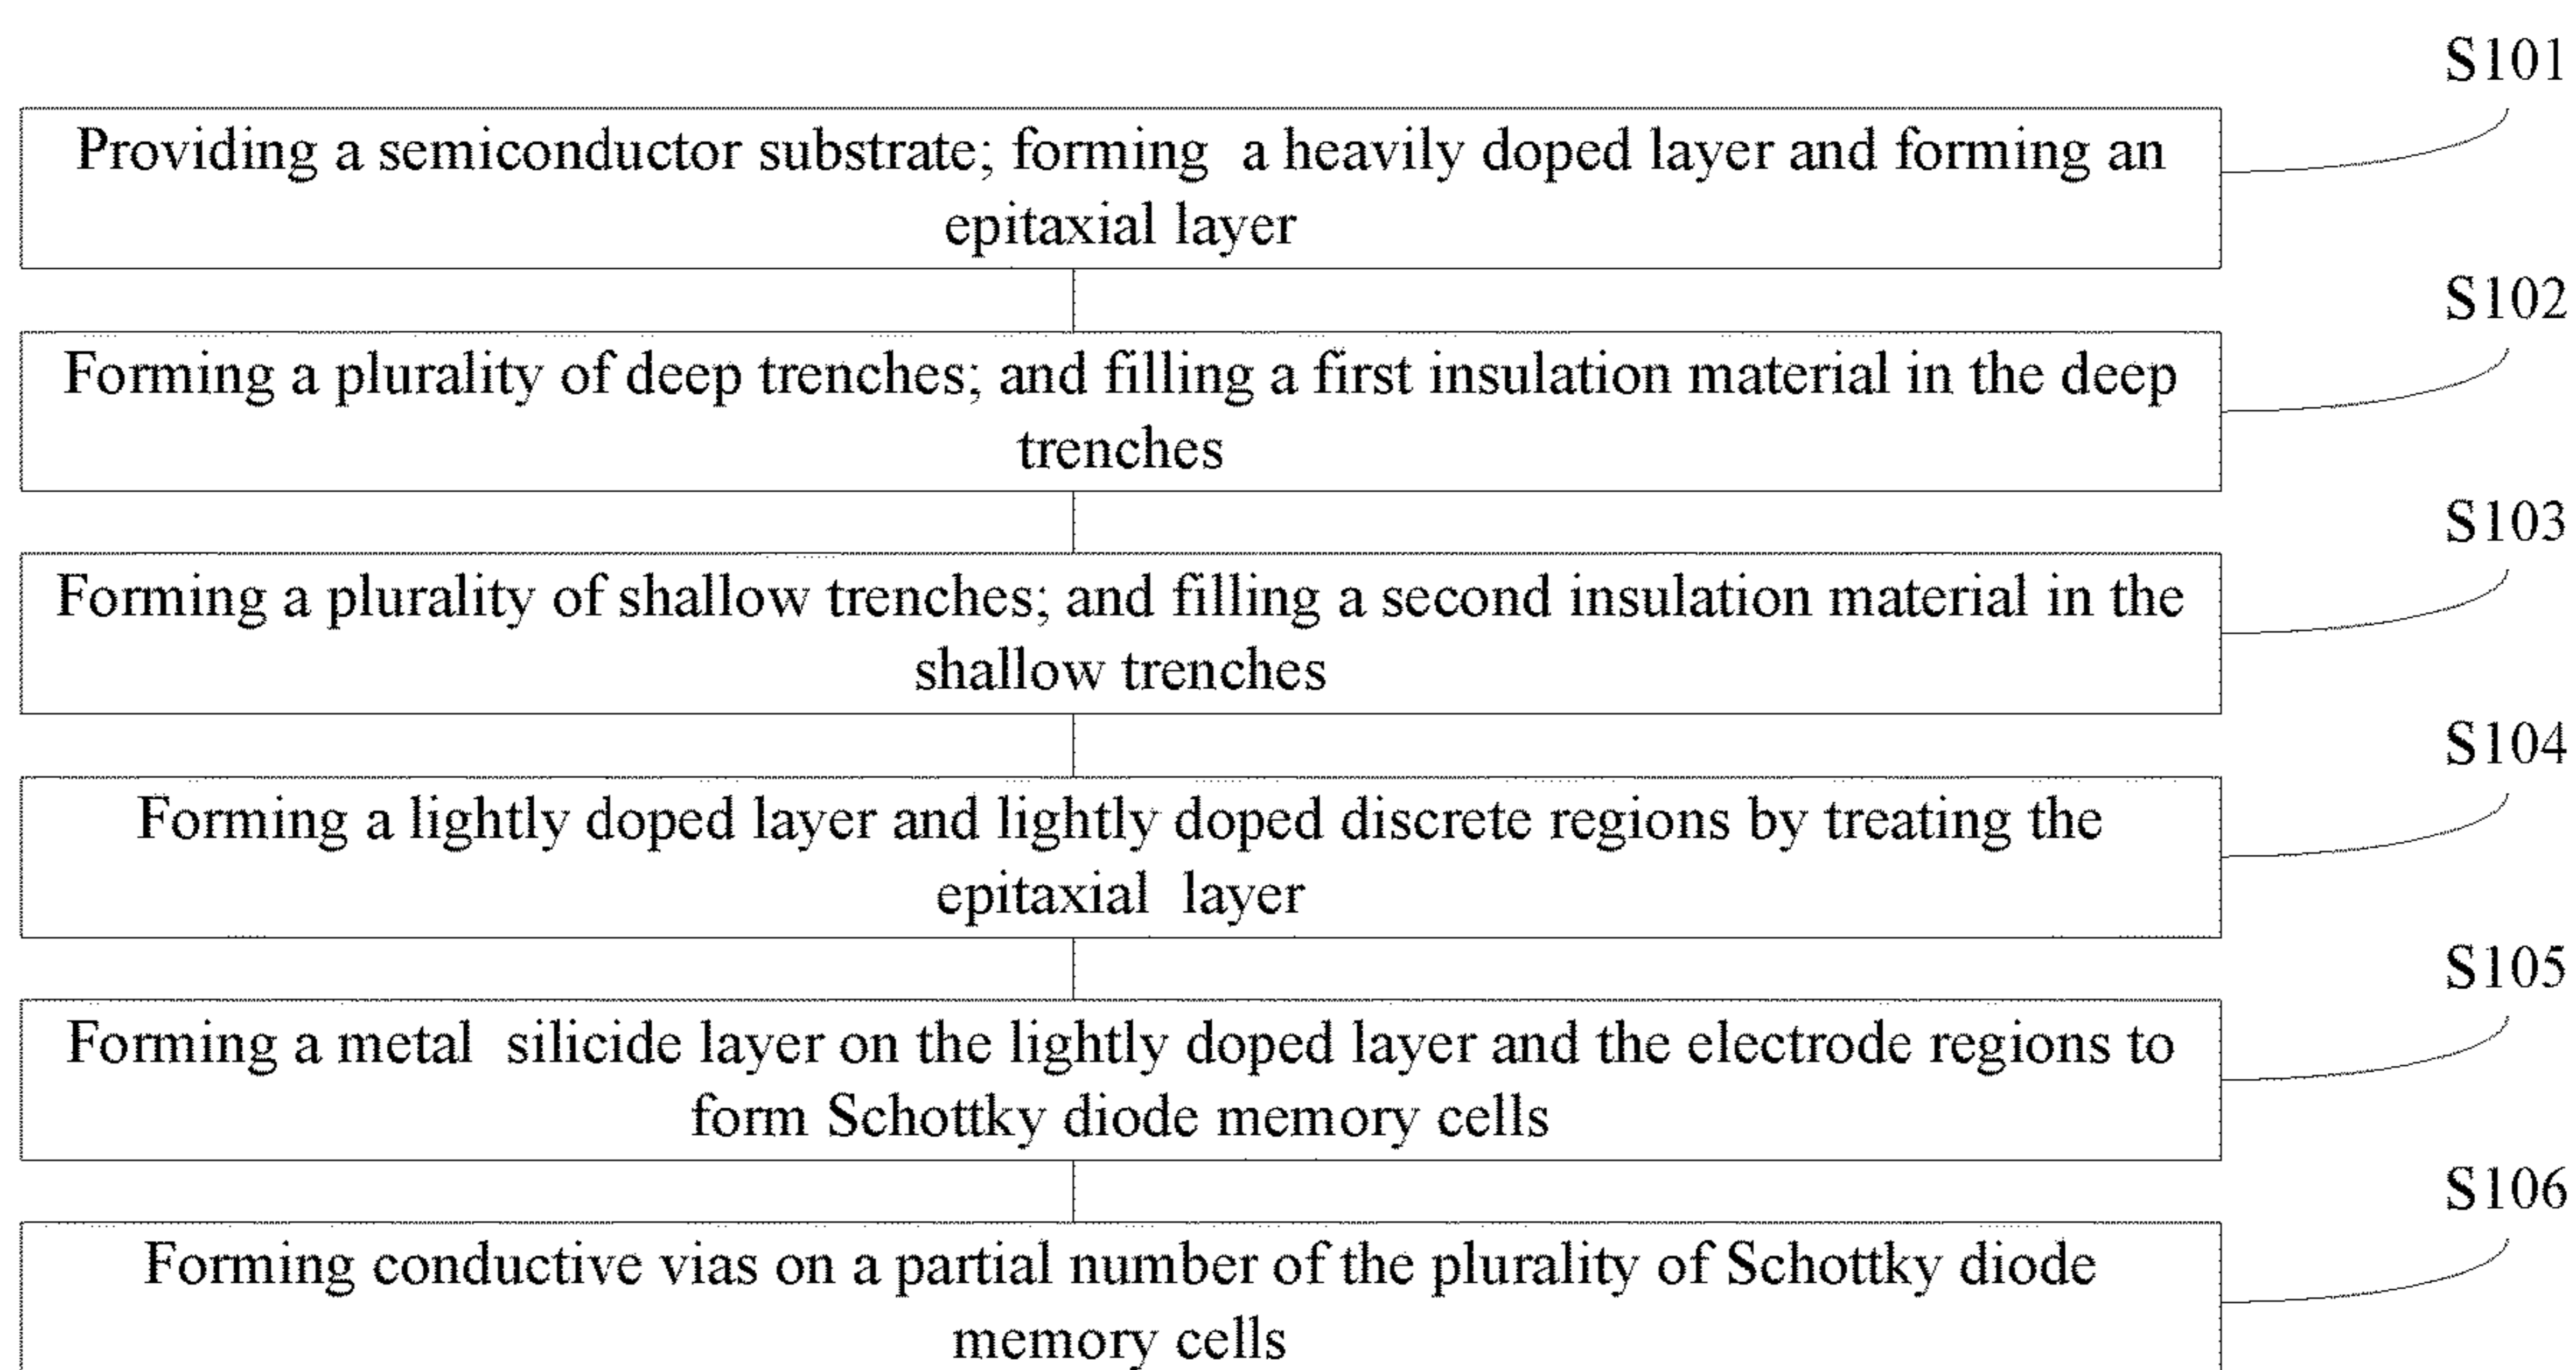 S101
Providing a semiconductor substrate; forming a heavily doped layer and forming an
epitaxial layer
S102
Forming a plurality of deep trenches; and filling a first insulation material in the deep
trenches
S103
Forming a plurality of shallow trenches; and filling a second insulation material in the
shallow trenches
S104
Forming a lightly doped layer and lightly doped discrete regions by treating the
epitaxial layer
S105
Forming a metal silicide layer on the lightly doped layer and the electrode regions to
form Schottky diode memory cells
S106
Forming conductive vias on a partial number of the plurality of Schottky diode
memory cells